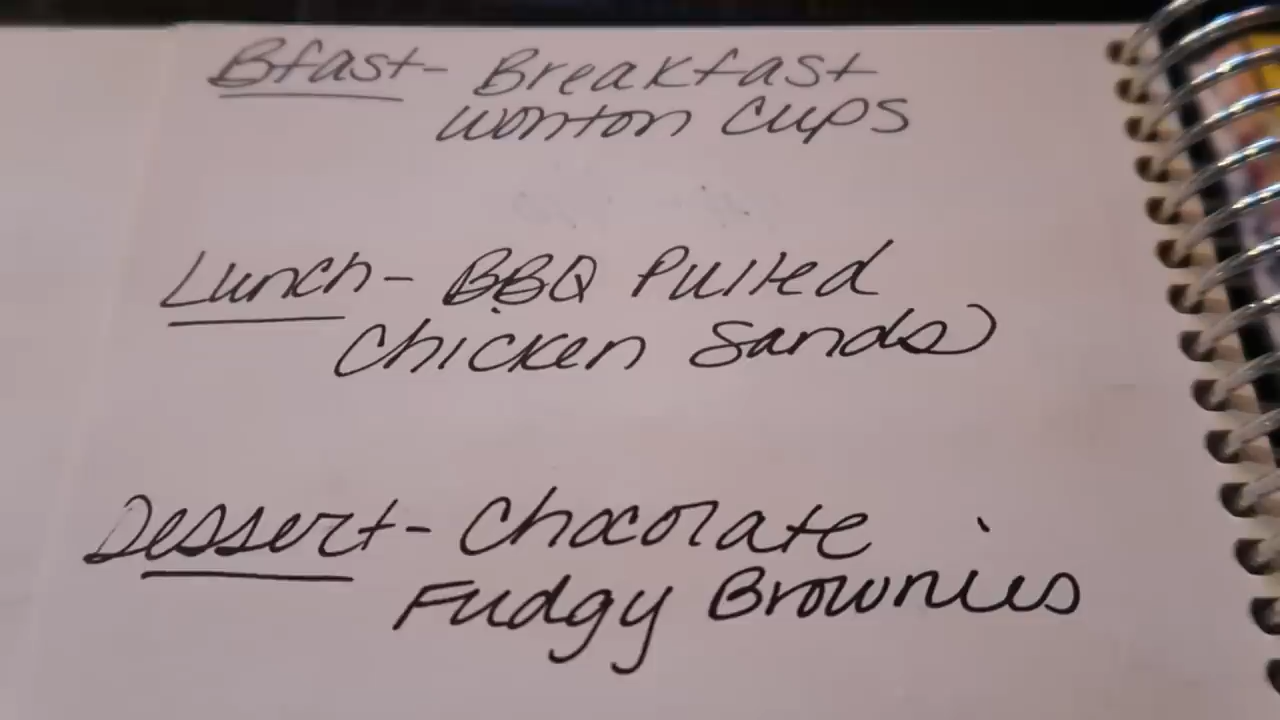 Bfast- Breakfast
Wonton Cups
Lunch- BBQ Pulled
Chicken Sands
Dessert- Chocolate
Fudgy Brownies